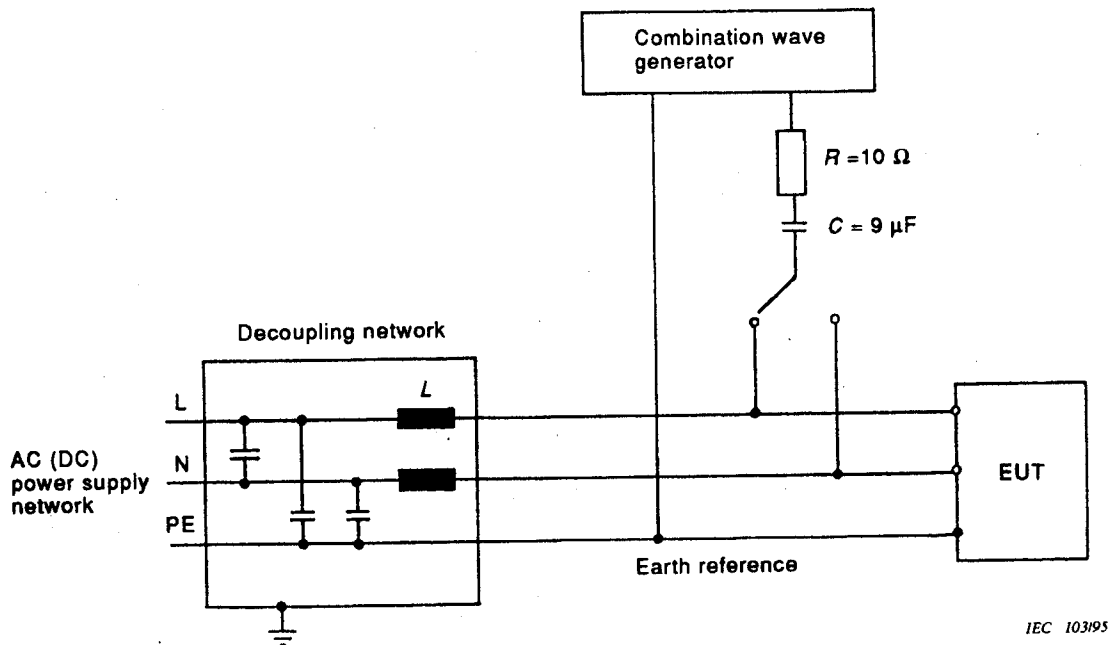 Combination wave
generator
R =10 Ω
C = 9 µF
Decoupling network
L
L
N
AC (DC)
power supply
network
PE
EUT
Earth reference
IEC 103/95